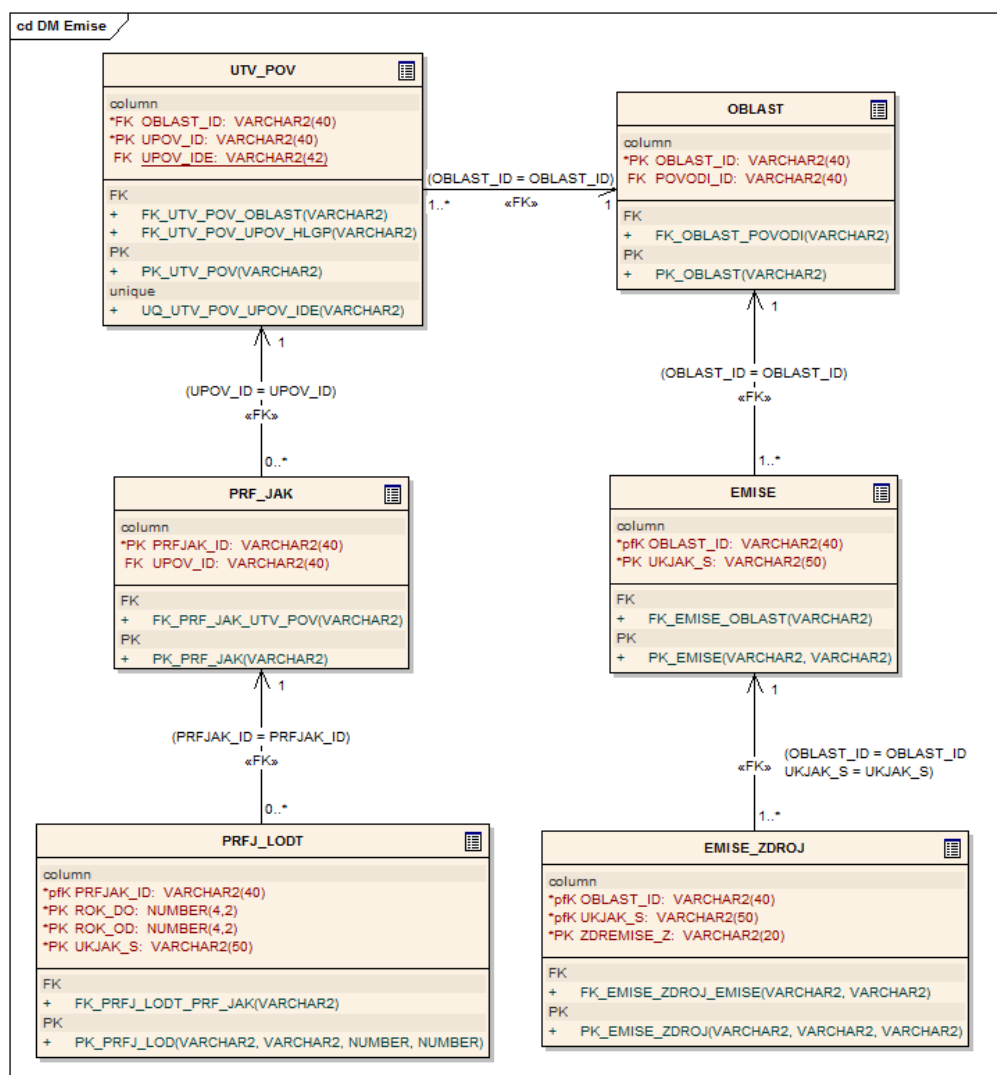 cd DM Emise
UTV_POV
column
*FK OBLAST_ID: VARCHAR2(40)
*PK UPOV_ID: VARCHAR2(40)
FK UPOV_IDE: VARCHAR2(42)
FK
+ FK_UTV_POV_OBLAST(VARCHAR2)
+ FK_UTV_POV_UPOV_HLGP(VARCHAR2)
PK
+ PK_UTV_POV(VARCHAR2)
unique
+ UQ_UTV_POV_UPOV_IDE(VARCHAR2)
(OBLAST_ID = OBLAST_ID)
1..*
«FK»
1
OBLAST
column
*PK OBLAST_ID: VARCHAR2(40)
FK POVODI_ID: VARCHAR2(40)
FK
+ FK_OBLAST_POVODI(VARCHAR2)
PK
+ PK_OBLAST(VARCHAR2)
1
(UPOV_ID = UPOV_ID)
«FK»
0..*
1
(OBLAST_ID = OBLAST_ID)
«FK»
1..*
PRF_JAK
column
*PK PRFJAK_ID: VARCHAR2(40)
FK UPOV_ID: VARCHAR2(40)
FK
+ FK_PRF_JAK_UTV_POV(VARCHAR2)
PK
+ PK_PRF_JAK(VARCHAR2)
EMISE
column
*pfK OBLAST_ID: VARCHAR2(40)
*PK UKJAK_S: VARCHAR2(50)
FK
+ FK_EMISE_OBLAST(VARCHAR2)
PK
+ PK_EMISE(VARCHAR2, VARCHAR2)
1
(PRFJAK_ID = PRFJAK_ID)
«FK»
0..*
1
«FK»
(OBLAST_ID = OBLAST_ID
UKJAK_S = UKJAK_S)
1..*
PRFJ_LODT
column
*pfK PRFJAK_ID: VARCHAR2(40)
*PK ROK_DO: NUMBER(4,2)
*PK ROK_OD: NUMBER(4,2)
*PK UKJAK_S: VARCHAR2(50)
FK
+ FK_PRFJ_LODT_PRF_JAK(VARCHAR2)
PK
+ PK_PRFJ_LOD(VARCHAR2, VARCHAR2, NUMBER, NUMBER)
EMISE_ZDROJ
column
*pfK OBLAST_ID: VARCHAR2(40)
*pfK UKJAK_S: VARCHAR2(50)
*PK ZDREMISE_Z: VARCHAR2(20)
FK
+ FK_EMISE_ZDROJ_EMISE(VARCHAR2, VARCHAR2)
PK
+ PK_EMISE_ZDROJ(VARCHAR2, VARCHAR2, VARCHAR2)